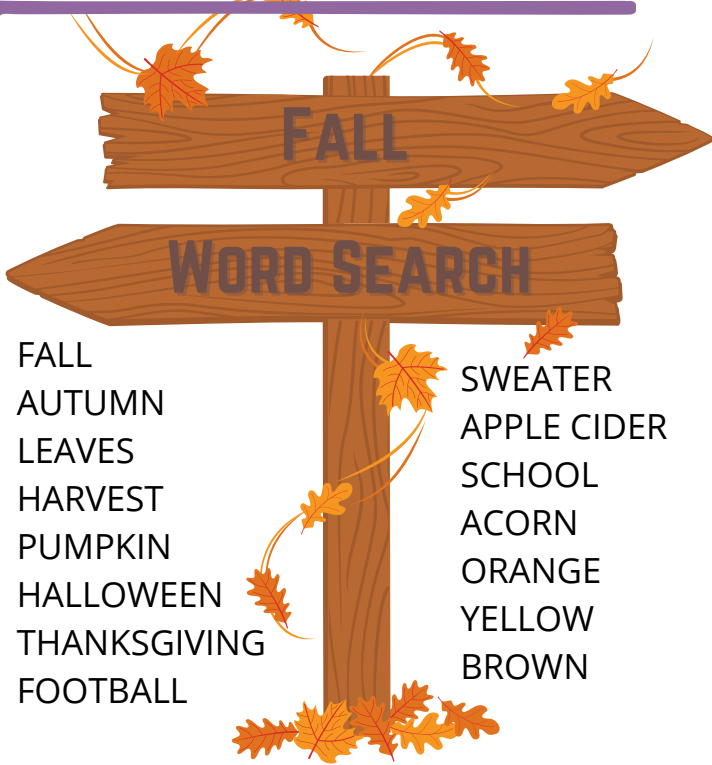 FALL
WORD SEARCH
FALL
AUTUMN
LEAVES
HARVEST
PUMPKIN
HALLOWEEN
THANKSGIVING
FOOTBALL
SWEATER
APPLE CIDER
SCHOOL
ACORN
ORANGE
YELLOW
BROWN